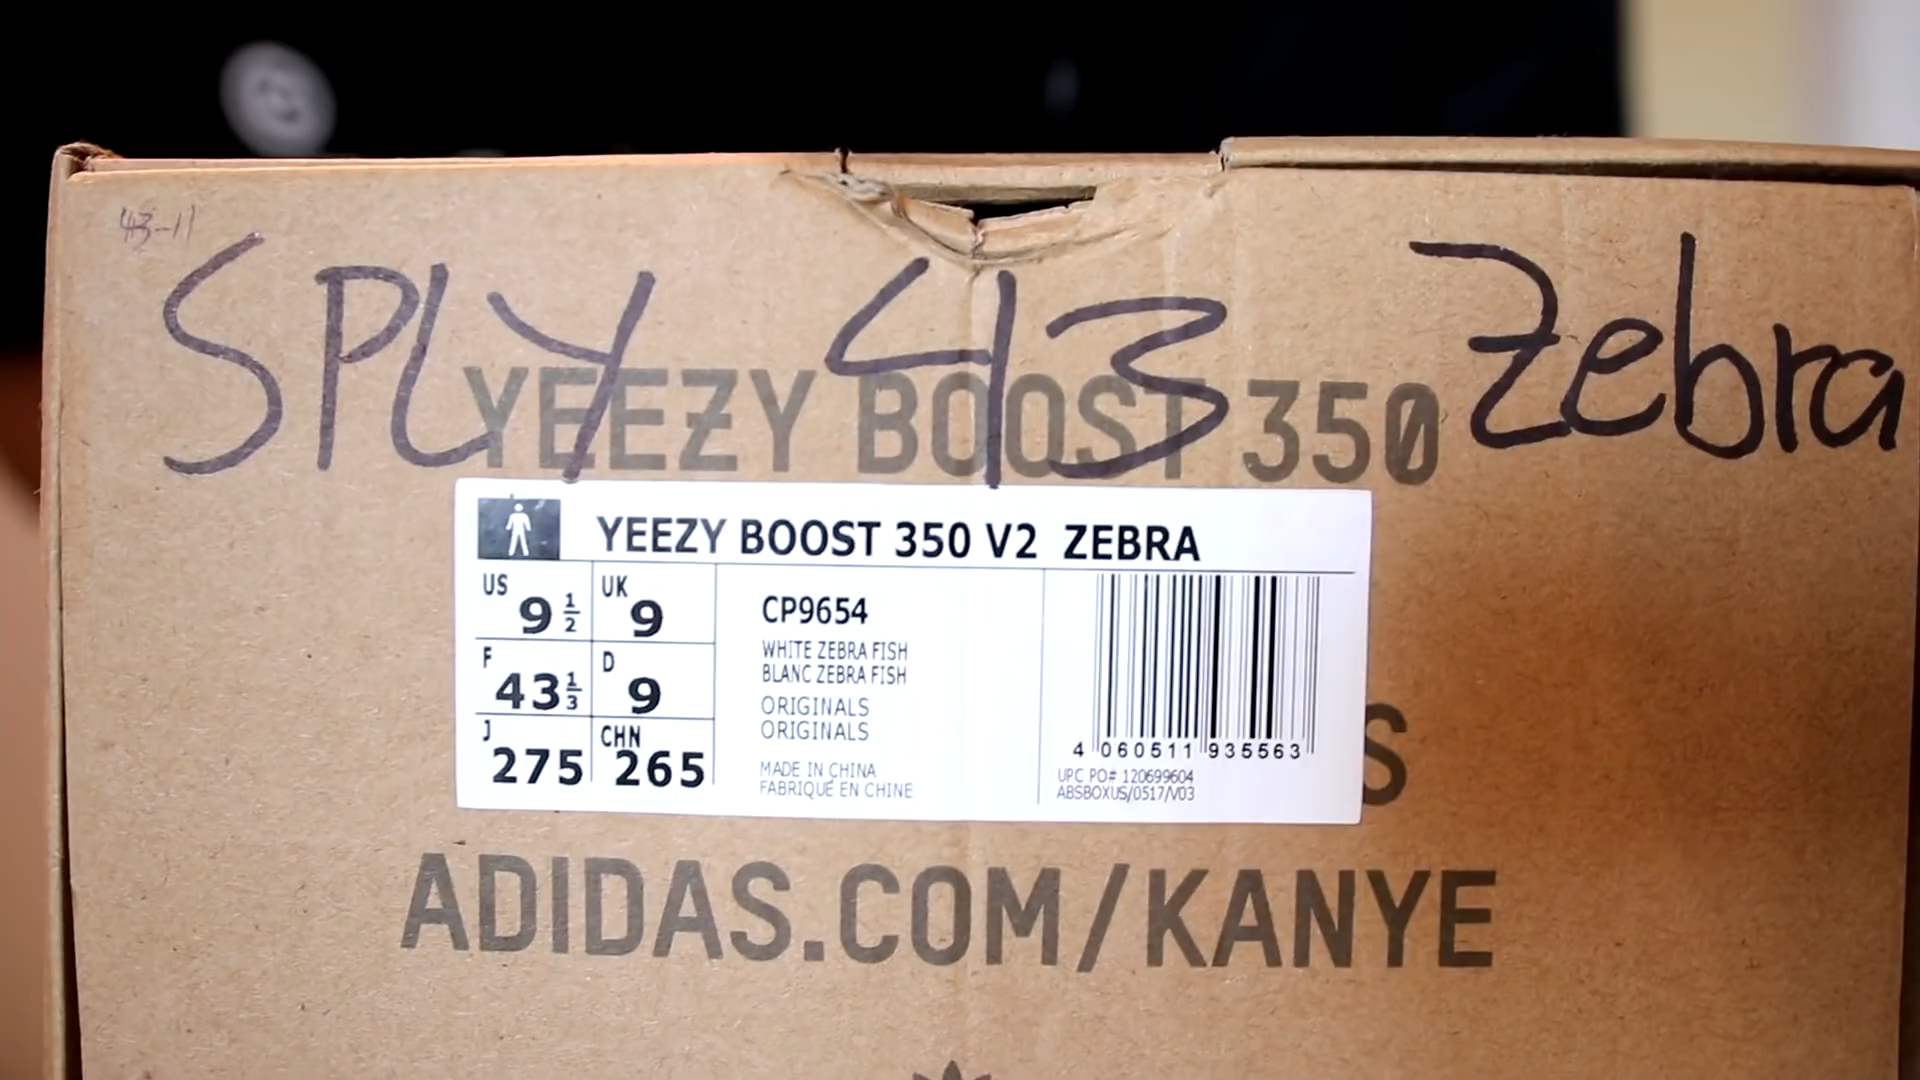 43-11
SPLY 43 Zebra
YEEZY BOOST 350
YEEZY BOOST 350 V2 ZEBRA
US 9 1/2 UK 9
F 43 1/3 D 9
J 275 CHN 265
CP9654
WHITE ZEBRA FISH
BLANC ZEBRA FISH
ORIGINALS
ORIGINALS
MADE IN CHINA
FABRIQUÉ EN CHINE
4 060511 935563
UPC PO# 120699604
ABSBOXUS/0517/V03
S
ADIDAS.COM/KANYE